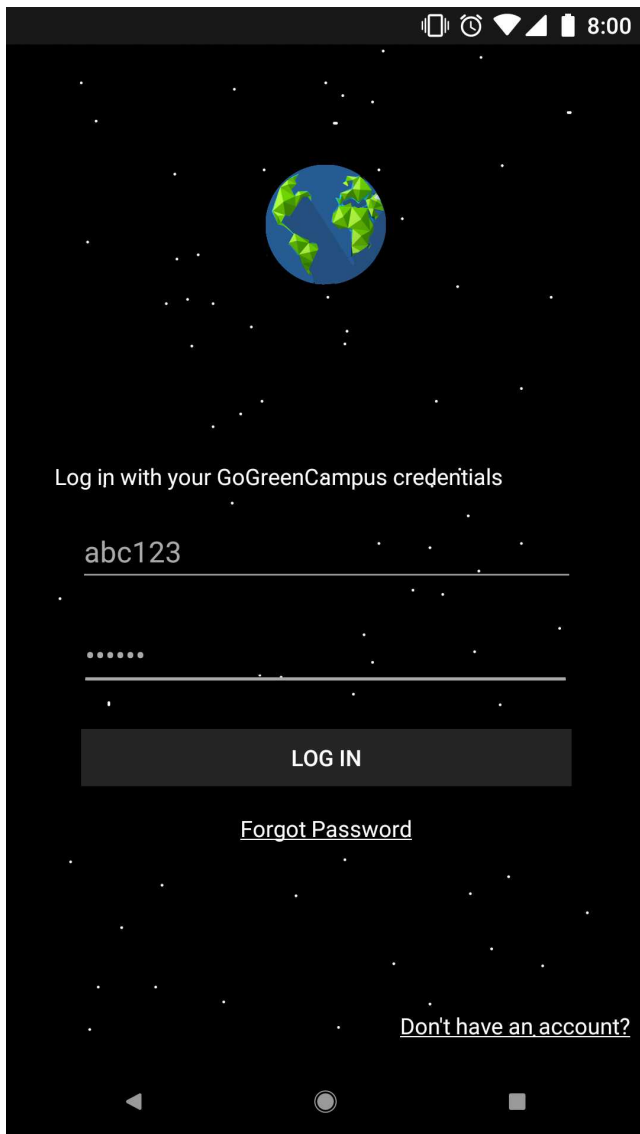 8:00
Log in with your GoGreenCampus credentials
abc123
••••••
LOG IN
Forgot Password
Don't have an account?